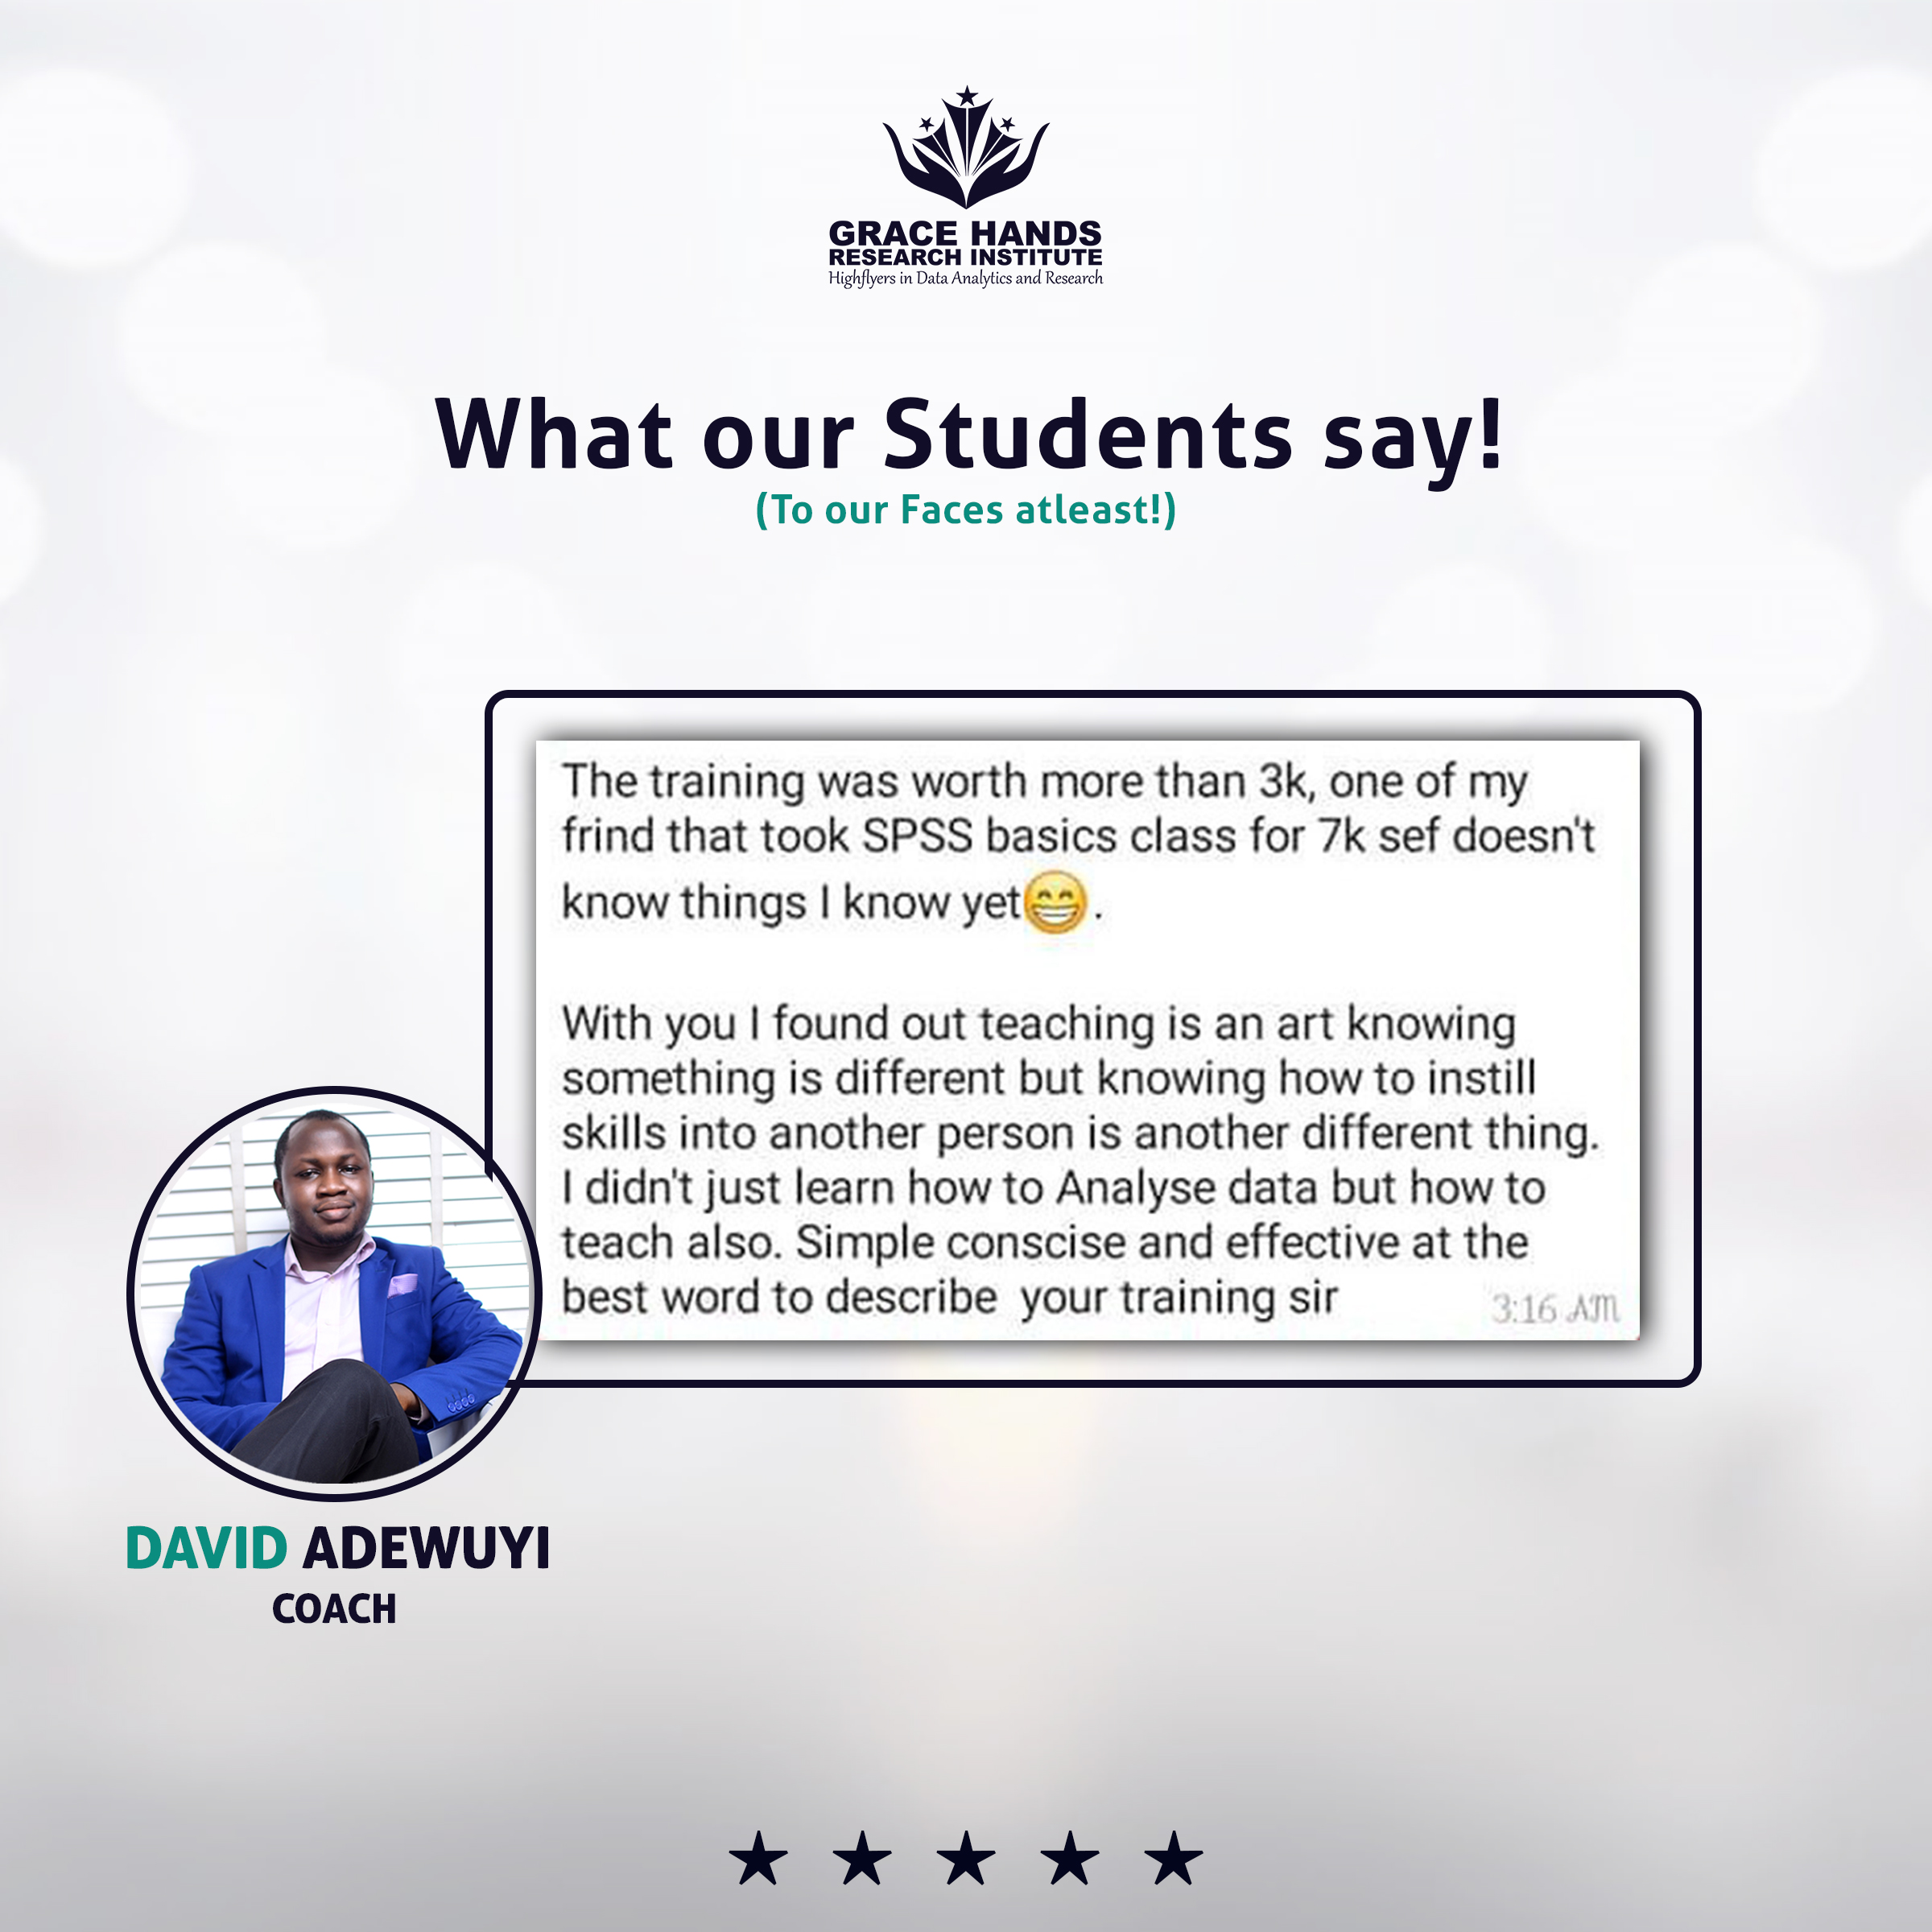 GRACE HANDS
RESEARCH INSTITUTE
Highflyers in Data Analytics and Research
What our Students say!
(To our Faces atleast!)
The training was worth more than 3k, one of my
frind that took SPSS basics class for 7k sef doesn't
know things I know yet😁.
With you I found out teaching is an art knowing
something is different but knowing how to instill
skills into another person is another different thing.
I didn't just learn how to Analyse data but how to
teach also. Simple conscise and effective at the
best word to describe  your training sir
3:16 AM
DAVID ADEWUYI
COACH